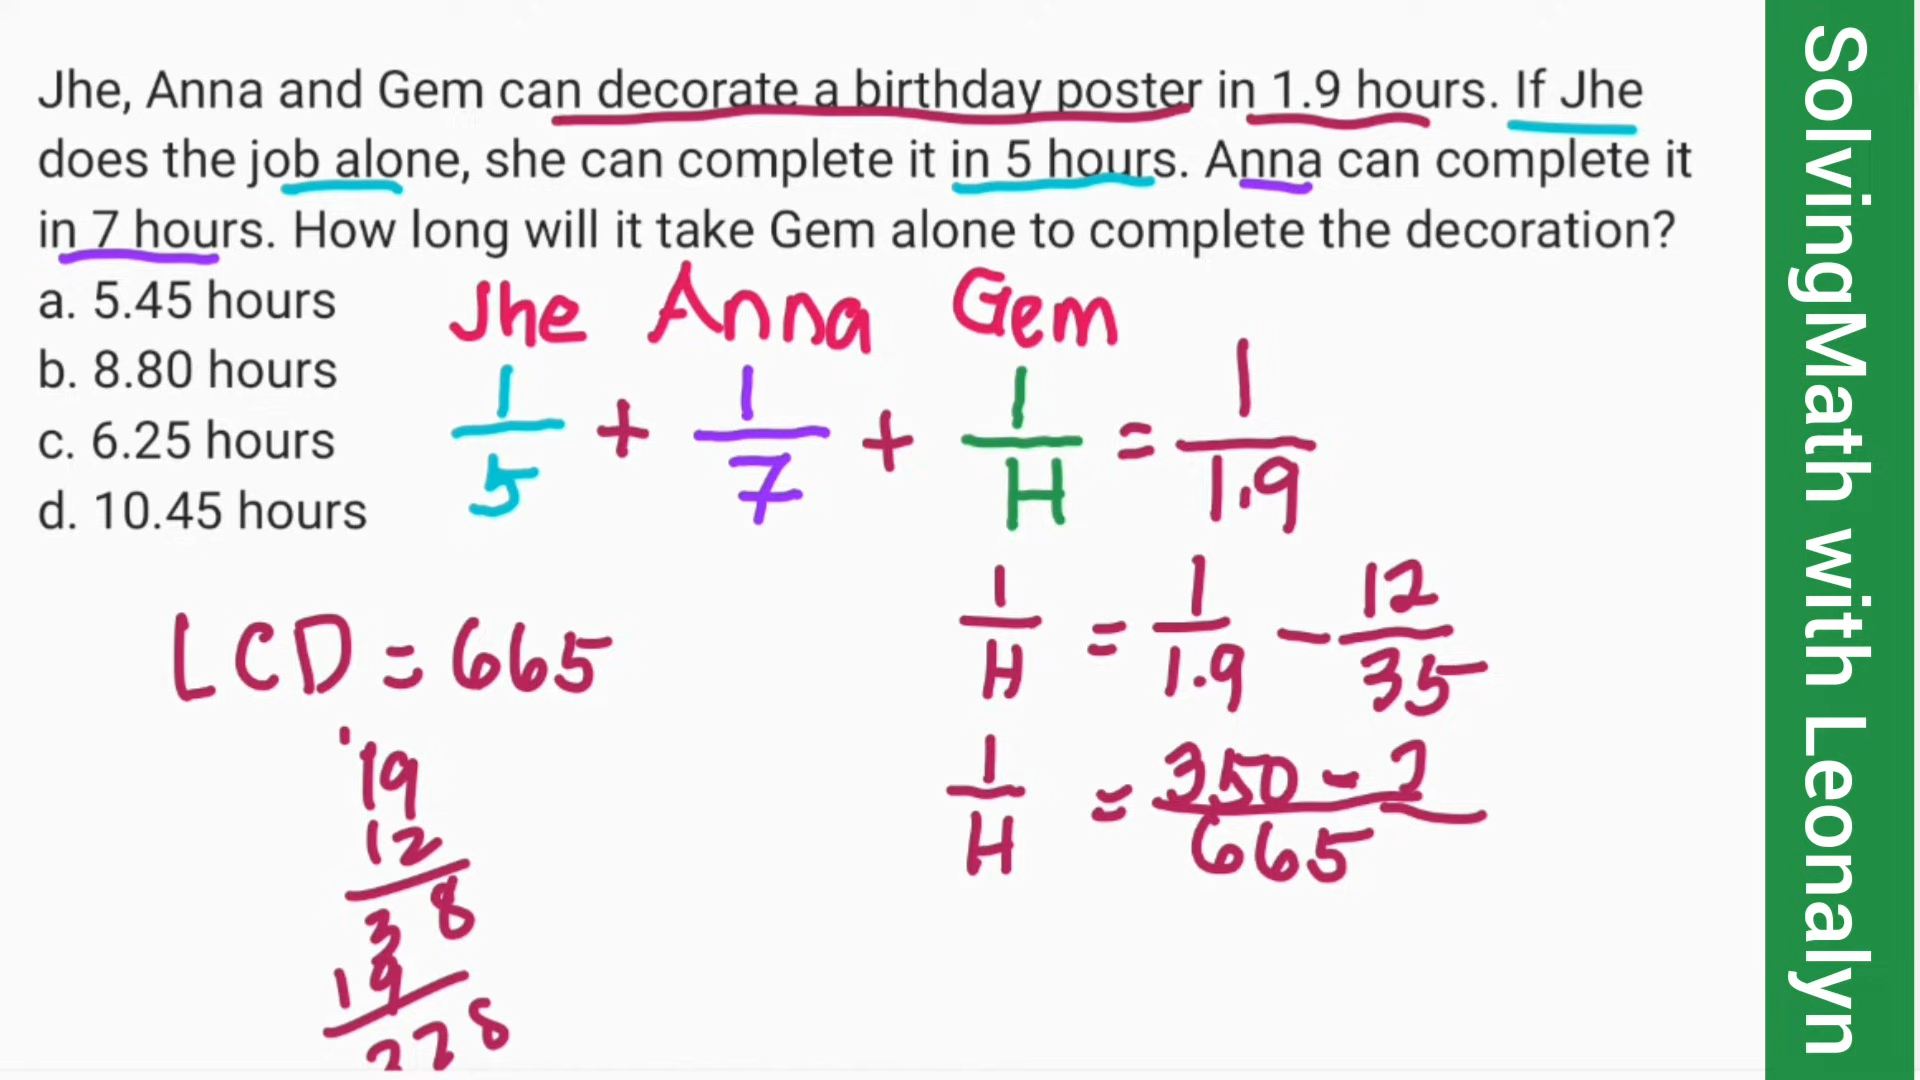 Jhe, Anna and Gem can decorate a birthday poster in 1.9 hours. If Jhe
does the job alone, she can complete it in 5 hours. Anna can complete it
in 7 hours. How long will it take Gem alone to complete the decoration?
a. 5.45 hours
b. 8.80 hours
c. 6.25 hours
d. 10.45 hours
Jhe Anna Gem
1/5 + 1/7 + 1/H = 1/1.9
1/H = 1/1.9 - 12/35
LCD = 665
1/H = 350 - 2/665
19
12
38
19
228
SolvingMath with Leonalyn